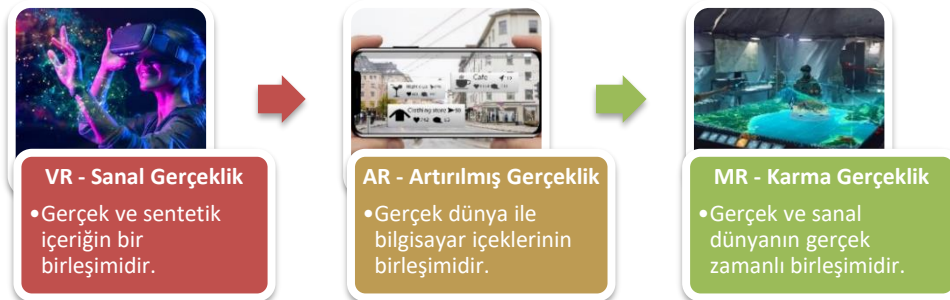 Cafe
Clothing store
VR - Sanal Gerçeklik
•Gerçek ve sentetik
içeriğin bir
birleşimidir.
AR - Artırılmış Gerçeklik
•Gerçek dünya ile
bilgisayar içeklerinin
birleşimidir.
MR - Karma Gerçeklik
•Gerçek ve sanal
dünyanın gerçek
zamanlı birleşimidir.